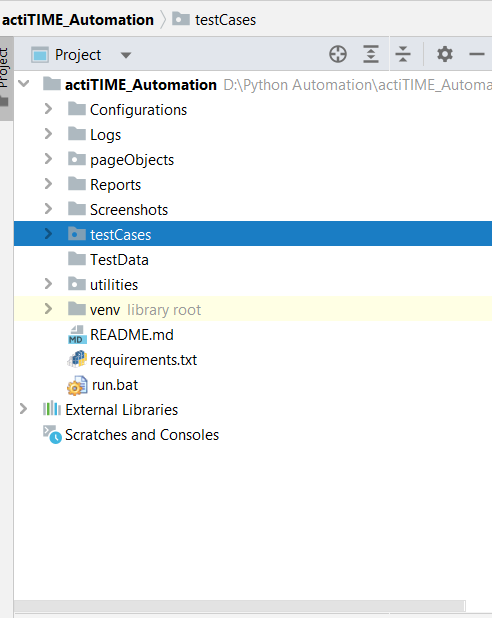 actiTIME_Automation testCases
Project
Project
actiTIME_Automation D:\Python Automation\actiTIME_Automa
Configurations
Logs
pageObjects
Reports
Screenshots
testCases
TestData
utilities
venv library root
MD README.md
requirements.txt
run.bat
External Libraries
Scratches and Consoles